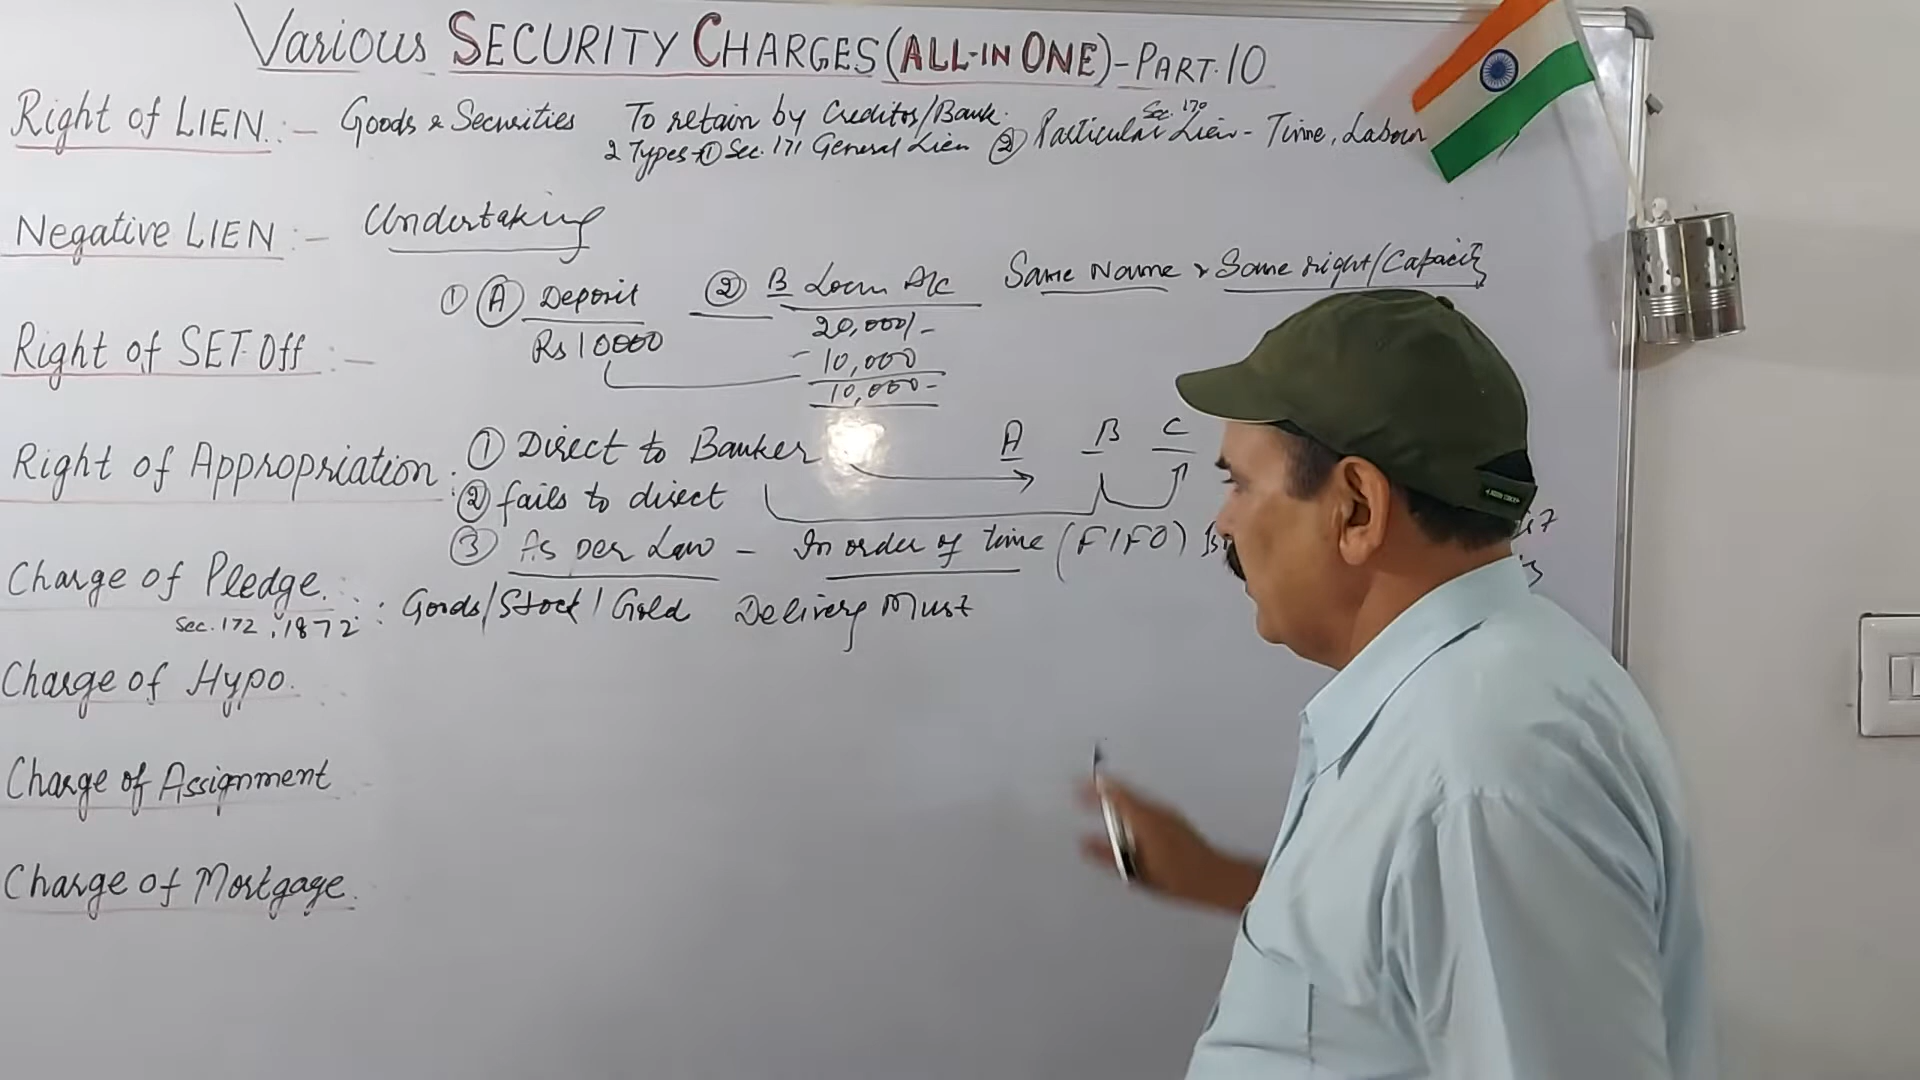 Various SECURITY CHARGES (ALL-IN ONE) - PART.10
Right of LIEN :- Goods & Securities To retain by Creditos/Bank.
2 Types → ① Sec. 171 General Lien ② Particular Lien - Time, Labour
Sec. 170
Negative LIEN :- Undertaking
Same Name & Same right/Capacity
① Ⓐ Deposit ② B Loan A/c
Rs 10000 20,000/-
- 10,000
10,000-
Right of SET-Off :-
Right of Appropriation : ① Direct to Banker A B C
② fails to direct
③ As per Law - In order of time (FIFO)
Charge of Pledge.
Sec. 172, 1872 : Goods/Stock/Gold Delivery Must
Charge of Hypo.
Charge of Assignment
Charge of Mortgage.